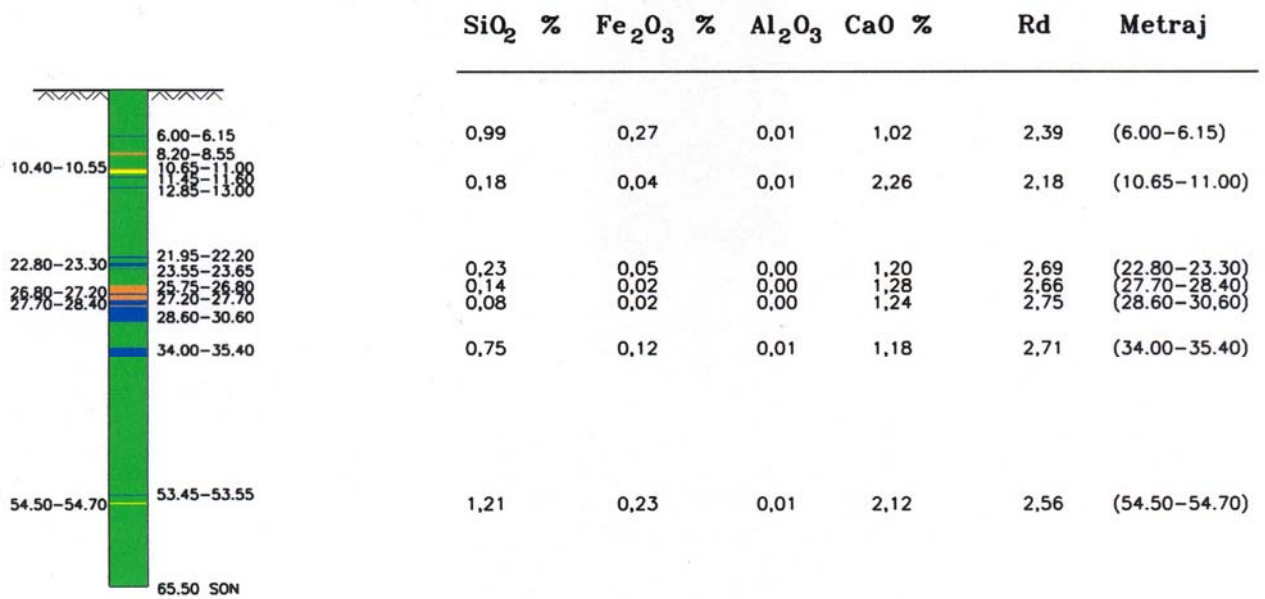 SiO2 % Fe2O3 % Al2O3 CaO % Rd Metraj
6.00-6.15 0,99 0,27 0,01 1,02 2,39 (6.00-6.15)
8.20-8.55
10.40-10.55 10.65-11.00
11.45-11.60
12.85-13.00 0,18 0,04 0,01 2,26 2,18 (10.65-11.00)
21.95-22.20
22.80-23.30 23.55-23.65 0,23 0,05 0,00 1,20 2,69 (22.80-23.30)
25.75-26.80 0,14 0,02 0,00 1,28 2,66 (27.70-28.40)
26.80-27.20 27.20-27.70
27.70-28.40 28.60-30.60 0,08 0,02 0,00 1,24 2,75 (28.60-30,60)
34.00-35.40 0,75 0,12 0,01 1,18 2,71 (34.00-35.40)
53.45-53.55
54.50-54.70 1,21 0,23 0,01 2,12 2,56 (54.50-54.70)
65.50 SON